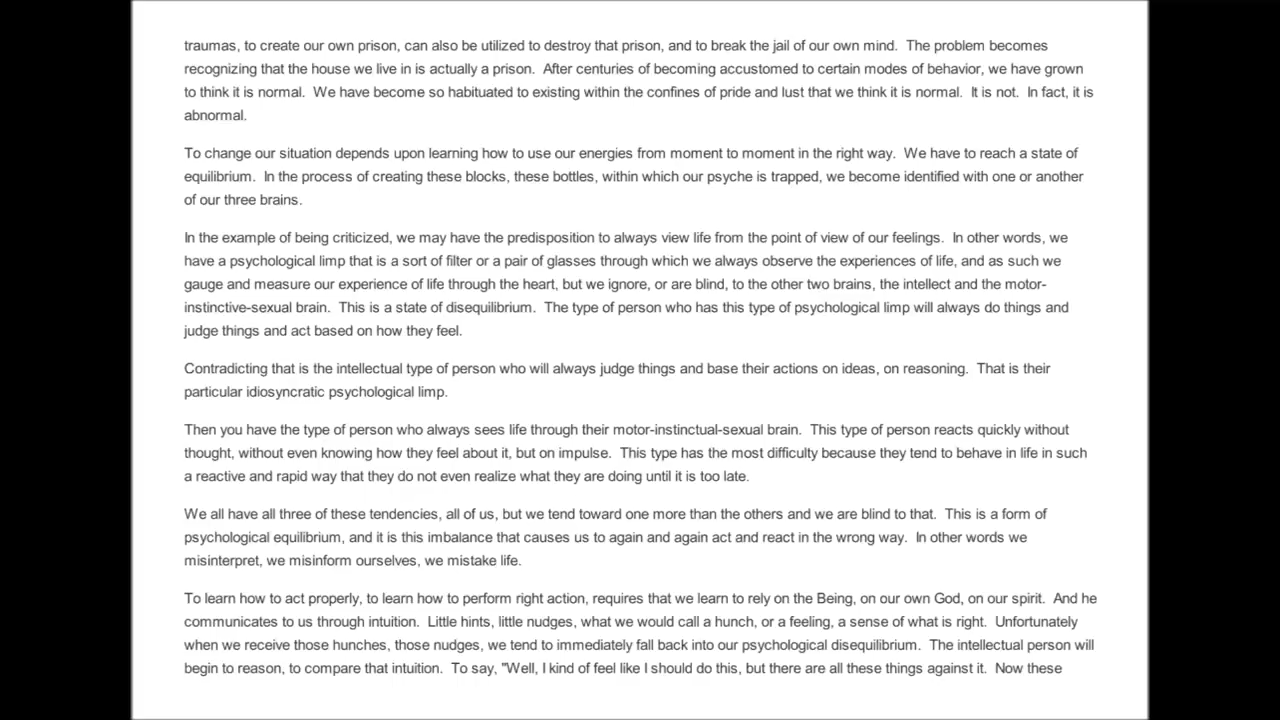 traumas, to create our own prison, can also be utilized to destroy that prison, and to break the jail of our own mind.  The problem becomes
recognizing that the house we live in is actually a prison.  After centuries of becoming accustomed to certain modes of behavior, we have grown
to think it is normal.  We have become so habituated to existing within the confines of pride and lust that we think it is normal.  It is not.  In fact, it is
abnormal.
To change our situation depends upon learning how to use our energies from moment to moment in the right way.  We have to reach a state of
equilibrium.  In the process of creating these blocks, these bottles, within which our psyche is trapped, we become identified with one or another
of our three brains.
In the example of being criticized, we may have the predisposition to always view life from the point of view of our feelings.  In other words, we
have a psychological limp that is a sort of filter or a pair of glasses through which we always observe the experiences of life, and as such we
gauge and measure our experience of life through the heart, but we ignore, or are blind, to the other two brains, the intellect and the motor-
instinctive-sexual brain.  This is a state of disequilibrium.  The type of person who has this type of psychological limp will always do things and
judge things and act based on how they feel.
Contradicting that is the intellectual type of person who will always judge things and base their actions on ideas, on reasoning.  That is their
particular idiosyncratic psychological limp.
Then you have the type of person who always sees life through their motor-instinctual-sexual brain.  This type of person reacts quickly without
thought, without even knowing how they feel about it, but on impulse.  This type has the most difficulty because they tend to behave in life in such
a reactive and rapid way that they do not even realize what they are doing until it is too late.
We all have all three of these tendencies, all of us, but we tend toward one more than the others and we are blind to that.  This is a form of
psychological equilibrium, and it is this imbalance that causes us to again and again act and react in the wrong way.  In other words we
misinterpret, we misinform ourselves, we mistake life.
To learn how to act properly, to learn how to perform right action, requires that we learn to rely on the Being, on our own God, on our spirit.  And he
communicates to us through intuition.  Little hints, little nudges, what we would call a hunch, or a feeling, a sense of what is right.  Unfortunately
when we receive those hunches, those nudges, we tend to immediately fall back into our psychological disequilibrium.  The intellectual person will
begin to reason, to compare that intuition.  To say, "Well, I kind of feel like I should do this, but there are all these things against it.  Now these